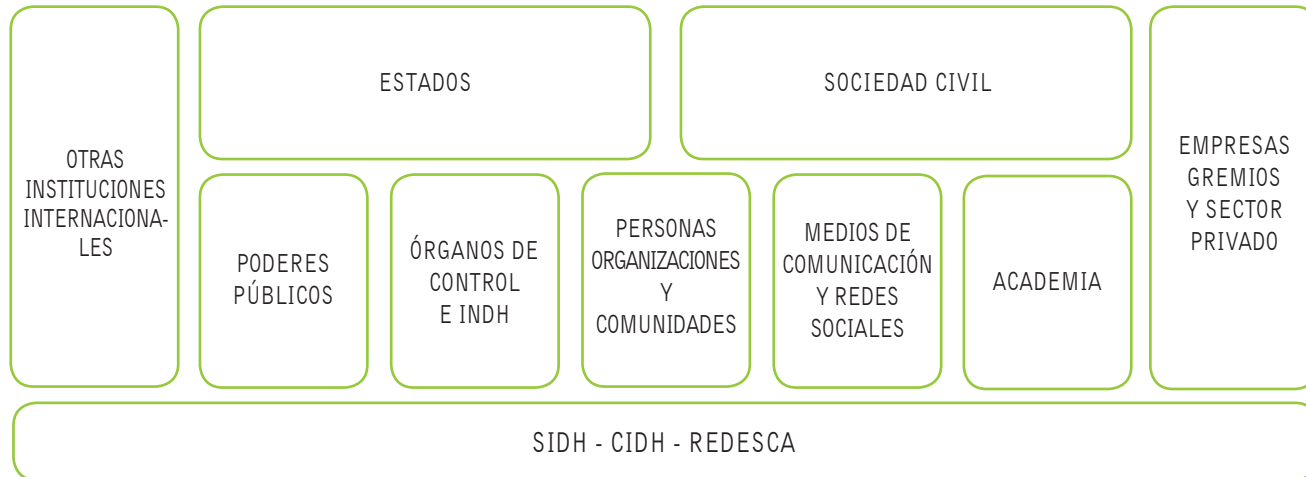 OTRAS
INSTITUCIONES
INTERNACIONA-
LES
ESTADOS
SOCIEDAD CIVIL
PODERES
PÚBLICOS
ÓRGANOS DE
CONTROL
E INDH
PERSONAS
ORGANIZACIONES
Y
COMUNIDADES
MEDIOS DE
COMUNICACIÓN
Y REDES
SOCIALES
ACADEMIA
EMPRESAS
GREMIOS
Y SECTOR
PRIVADO
SIDH - CIDH - REDESCA